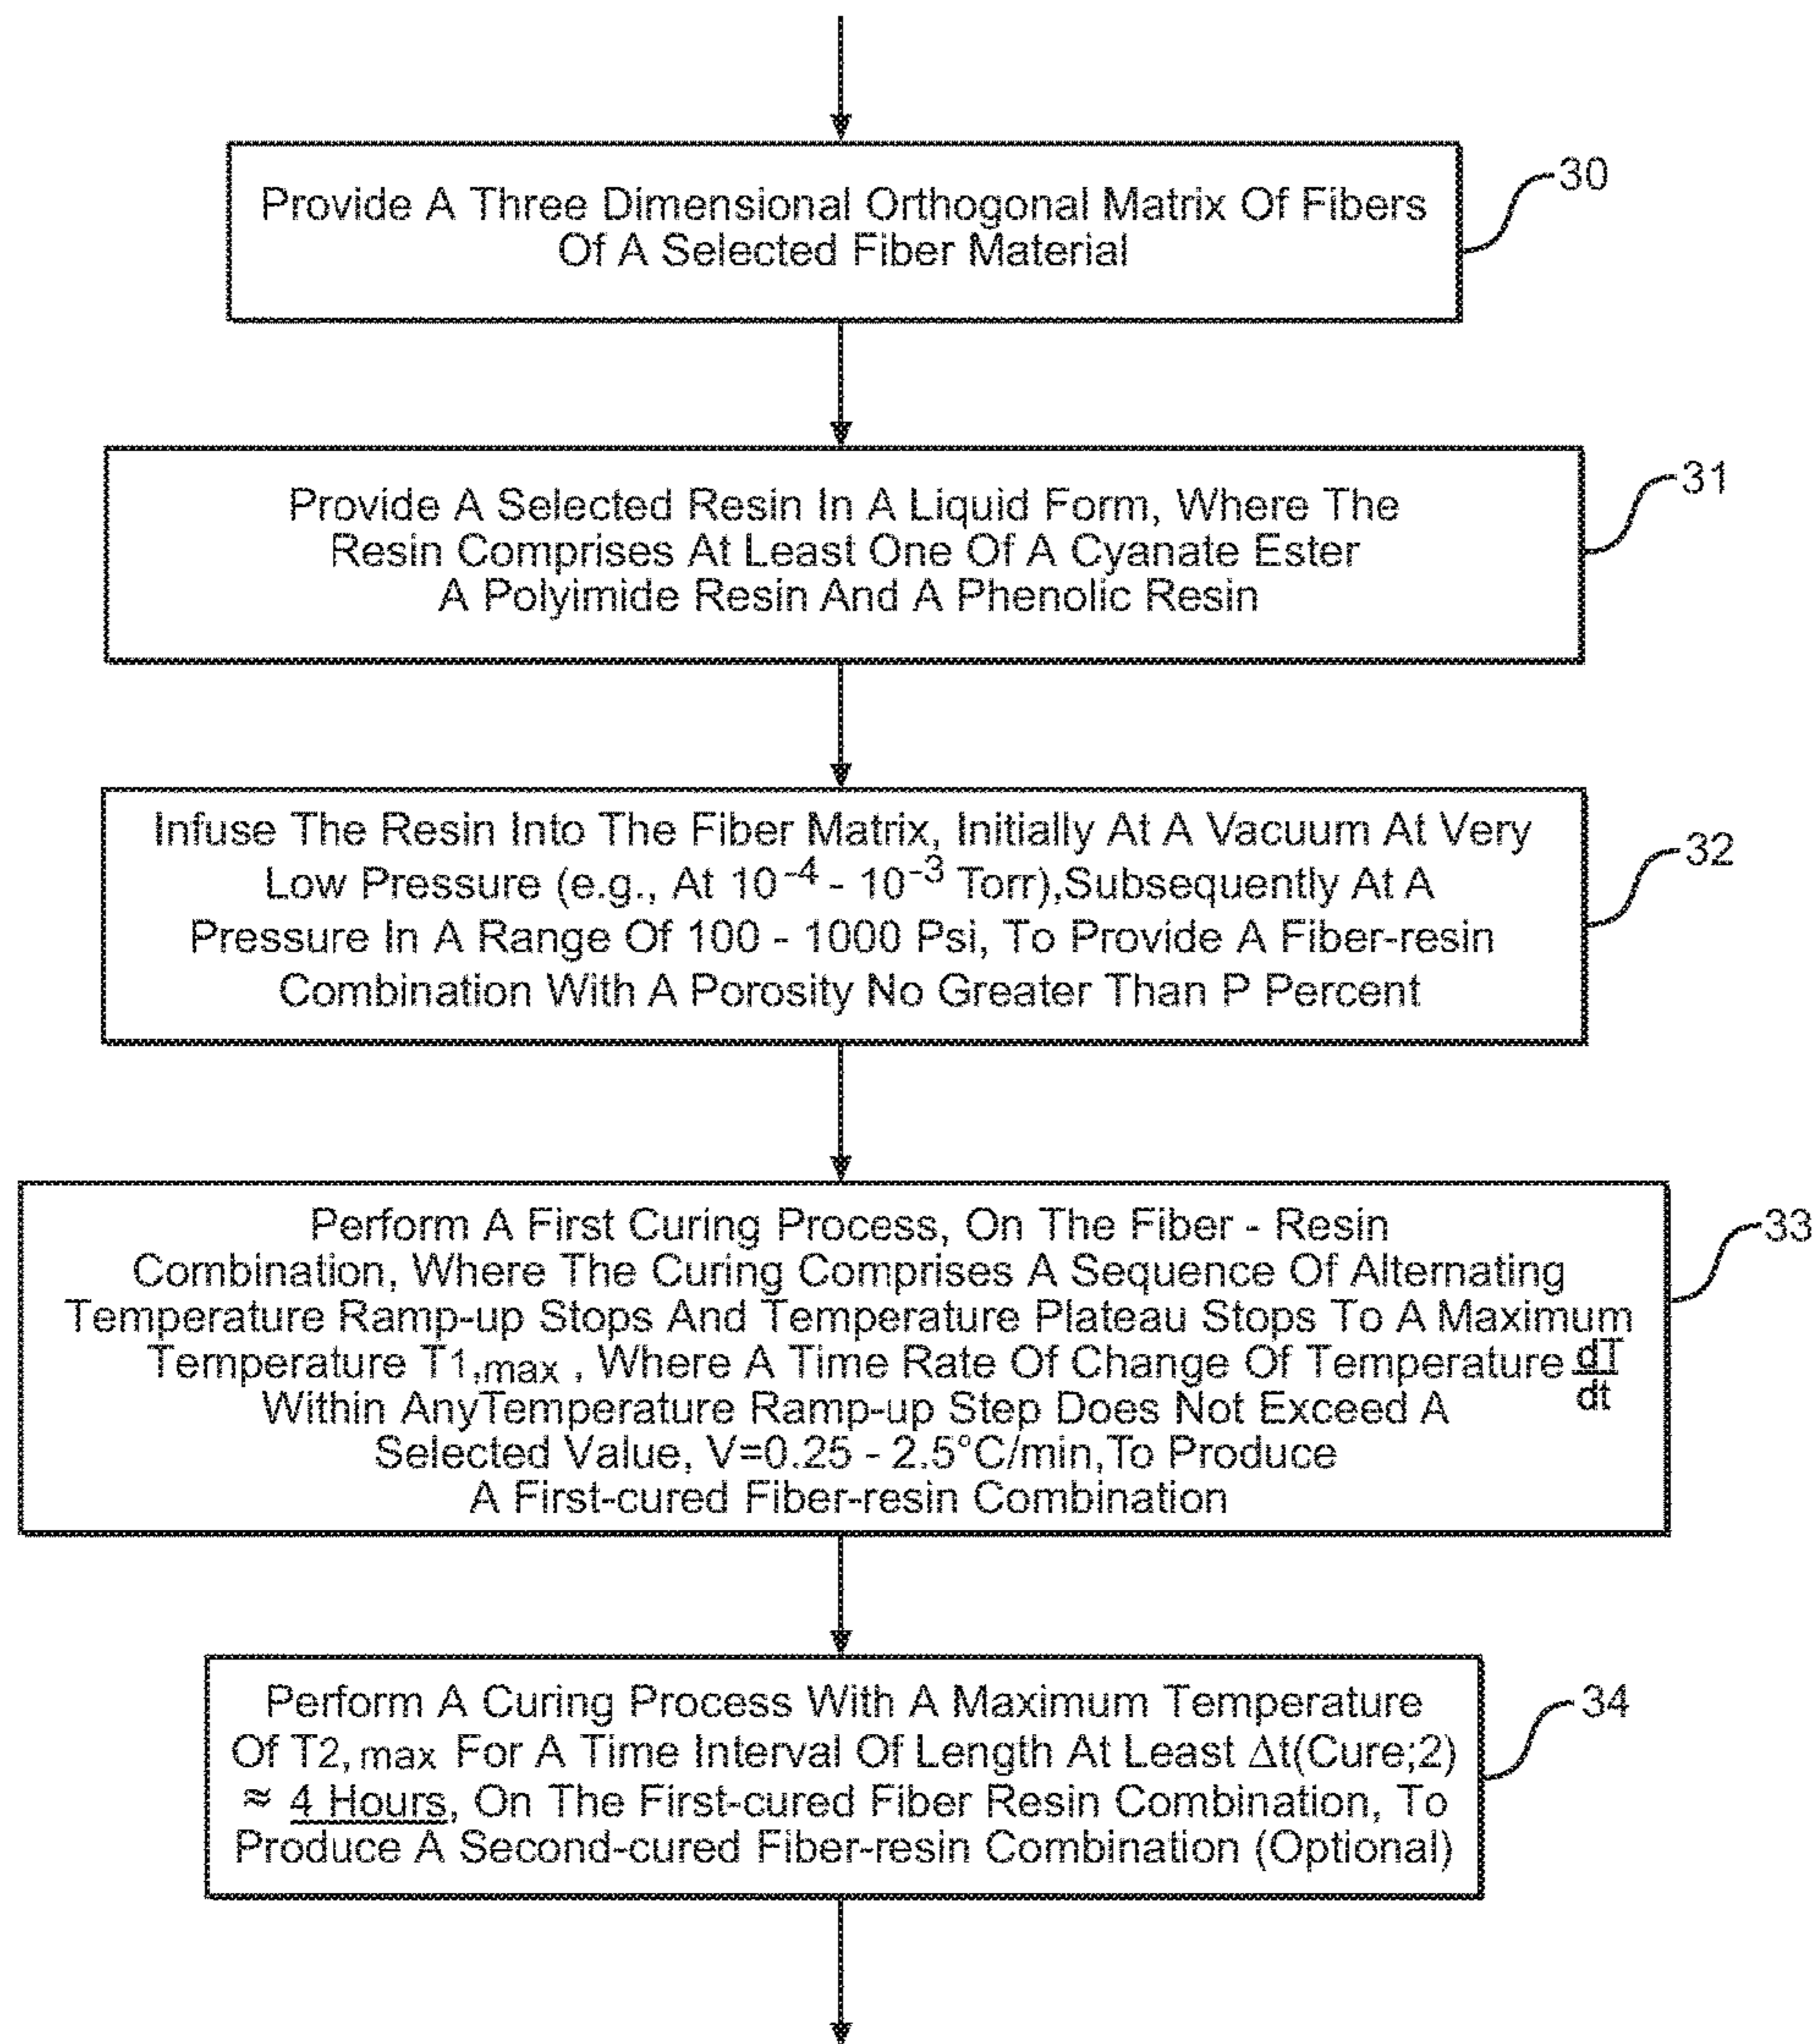 Provide A Three Dimensional Orthogonal Matrix Of Fibers
Of A Selected Fiber Material
30
Provide A Selected Resin In A Liquid Form, Where The
Resin Comprises At Least One Of A Cyanate Ester
A Polyimide Resin And A Phenolic Resin
31
Infuse The Resin Into The Fiber Matrix, Initially At A Vacuum At Very
Low Pressure (e.g., At 10⁻⁴ - 10⁻³ Torr),Subsequently At A
Pressure In A Range Of 100 - 1000 Psi, To Provide A Fiber-resin
Combination With A Porosity No Greater Than P Percent
32
Perform A First Curing Process, On The Fiber - Resin
Combination, Where The Curing Comprises A Sequence Of Alternating
Temperature Ramp-up Stops And Temperature Plateau Stops To A Maximum
Temperature T1,max , Where A Time Rate Of Change Of Temperature dT/dt
Within AnyTemperature Ramp-up Step Does Not Exceed A
Selected Value, V=0.25 - 2.5°C/min,To Produce
A First-cured Fiber-resin Combination
33
Perform A Curing Process With A Maximum Temperature
Of T2, max For A Time Interval Of Length At Least Δt(Cure;2)
≈ 4 Hours, On The First-cured Fiber Resin Combination, To
Produce A Second-cured Fiber-resin Combination (Optional)
34